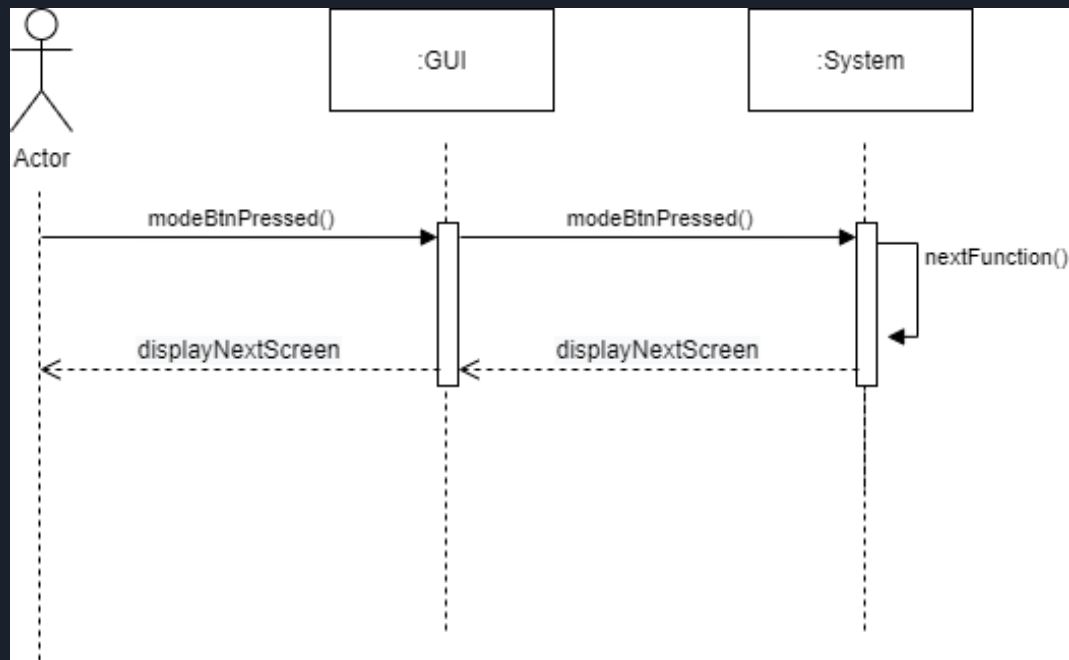 :GUI
:System
Actor
modeBtnPressed()
modeBtnPressed()
nextFunction()
displayNextScreen
displayNextScreen